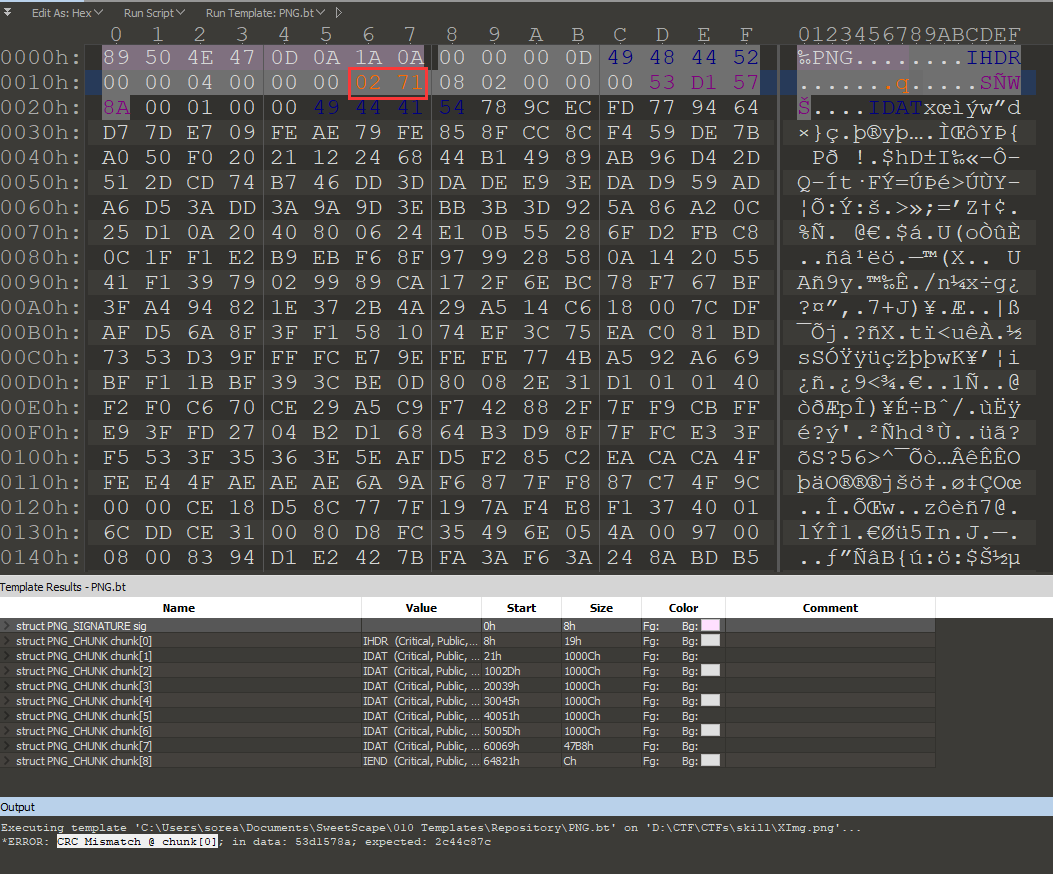 Edit As: Hex Run Script Run Template: PNG.bt
0 1 2 3 4 5 6 7 8 9 A B C D E F 0123456789ABCDEF
0000h: 89 50 4E 47 0D 0A 1A 0A 00 00 00 0D 49 48 44 52 ‰PNG........IHDR
0010h: 00 00 04 00 00 00 02 71 08 02 00 00 00 53 D1 57 .......q.....SÑW
0020h: 8A 00 01 00 00 49 44 41 54 78 9C EC FD 77 94 64 Š....IDATxœìýw”d
0030h: D7 7D E7 09 FE AE 79 FE 85 8F CC 8C F4 59 DE 7B ×}ç.þ®yþ….ÌŒôYÞ{
0040h: A0 50 F0 20 21 12 24 68 44 B1 49 89 AB 96 D4 2D Pð !.$hD±I‰«–Ô-
0050h: 51 2D CD 74 B7 46 DD 3D DA DE E9 3E DA D9 59 AD Q-Ít·FÝ=ÚÞé>ÚÙY-
0060h: A6 D5 3A DD 3A 9A 9D 3E BB 3B 3D 92 5A 86 A2 0C ¦Õ:Ý:š.>»;=’Z†¢.
0070h: 25 D1 0A 20 40 80 06 24 E1 0B 55 28 6F D2 FB C8 %Ñ. @€.$á.U(oÒûÈ
0080h: 0C 1F F1 E2 B9 EB F6 8F 97 99 28 58 0A 14 20 55 ..ñâ¹ëö.—™(X.. U
0090h: 41 F1 39 79 02 99 89 CA 17 2F 6E BC 78 F7 67 BF Añ9y.™‰Ê./n¼x÷g¿
00A0h: 3F A4 94 82 1E 37 2B 4A 29 A5 14 C6 18 00 7C DF ?¤”‚.7+J)¥.Æ..|ß
00B0h: AF D5 6A 8F 3F F1 58 10 74 EF 3C 75 EA C0 81 BD ¯Õj.?ñX.tï<uêÀ.½
00C0h: 73 53 D3 9F FF FC E7 9E FE FE 77 4B A5 92 A6 69 sSÓŸÿüçžþþwK¥’¦i
00D0h: BF F1 1B BF 39 3C BE 0D 80 08 2E 31 D1 01 01 40 ¿ñ.¿9<¾.€..1Ñ..@
00E0h: F2 F0 C6 70 CE 29 A5 C9 F7 42 88 2F 7F F9 CB FF òðÆpÎ)¥É÷Bˆ/.ùËÿ
00F0h: E9 3F FD 27 04 B2 D1 68 64 B3 D9 8F 7F FC E3 3F é?ý'.²Ñhd³Ù..üã?
0100h: F5 53 3F 35 36 3E 5E AF D5 F2 85 C2 EA CA CA 4F õS?56>^¯Õò…ÂêÊÊO
0110h: FE E4 4F AE AE AE 6A 9A F6 87 7F F8 87 C7 4F 9C þäO®®®jšö‡.ø‡ÇOœ
0120h: 00 00 CE 18 D5 8C 77 7F 19 7A F4 E8 F1 37 40 01 ..Î.ÕŒw..zôèñ7@.
0130h: 6C DD CE 31 00 80 D8 FC 35 49 6E 05 4A 00 97 00 lÝÎ1.€Øü5In.J.—.
0140h: 08 00 83 94 D1 E2 42 7B FA 3A F6 3A 24 8A BD B5 ..ƒ”ÑâB{ú:ö:$Š½µ
Template Results - PNG.bt
Name Value Start Size Color Comment
struct PNG_SIGNATURE sig 0h 8h Fg: Bg:
struct PNG_CHUNK chunk[0] IHDR (Critical, Public,... 8h 19h Fg: Bg:
struct PNG_CHUNK chunk[1] IDAT (Critical, Public, ... 21h 1000Ch Fg: Bg:
struct PNG_CHUNK chunk[2] IDAT (Critical, Public, ... 1002Dh 1000Ch Fg: Bg:
struct PNG_CHUNK chunk[3] IDAT (Critical, Public, ... 20039h 1000Ch Fg: Bg:
struct PNG_CHUNK chunk[4] IDAT (Critical, Public, ... 30045h 1000Ch Fg: Bg:
struct PNG_CHUNK chunk[5] IDAT (Critical, Public, ... 40051h 1000Ch Fg: Bg:
struct PNG_CHUNK chunk[6] IDAT (Critical, Public, ... 5005Dh 1000Ch Fg: Bg:
struct PNG_CHUNK chunk[7] IDAT (Critical, Public, ... 60069h 47B8h Fg: Bg:
struct PNG_CHUNK chunk[8] IEND (Critical, Public, ... 64821h Ch Fg: Bg:
Output
Executing template 'C:\Users\sorea\Documents\SweetScape\010 Templates\Repository\PNG.bt' on 'D:\CTF\CTFs\skill\XImg.png'...
*ERROR: CRC Mismatch @ chunk[0]; in data: 53d1578a; expected: 2c44c87c